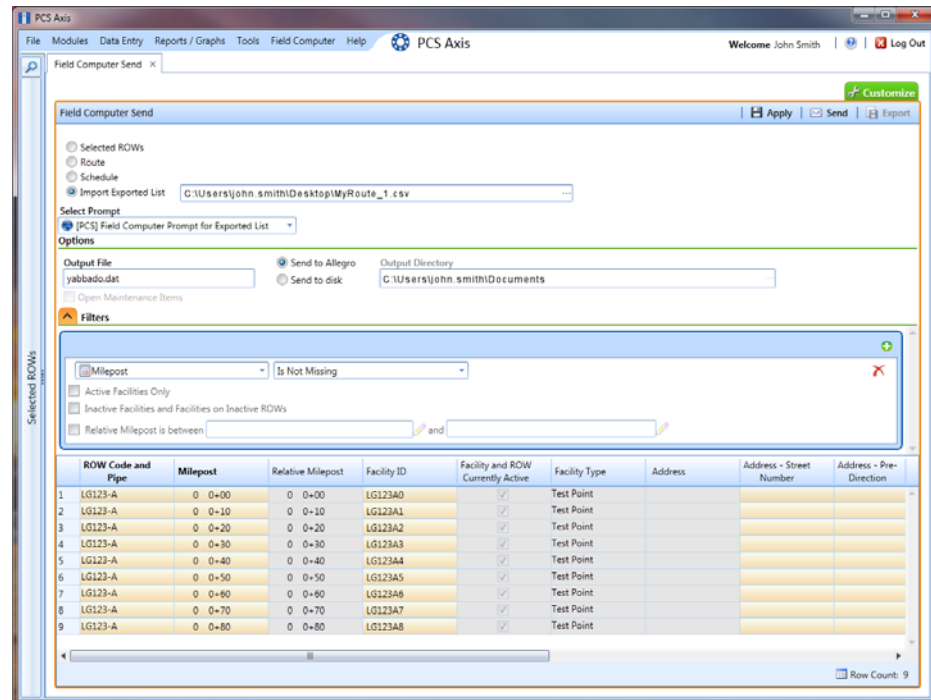 PCS Axis
File Modules Data Entry Reports / Graphs Tools Field Computer Help PCS Axis Welcome John Smith Log Out
Field Computer Send ×
Customize
Field Computer Send Apply Send Export
Selected ROWs
Route
Schedule
Import Exported List C:\Users\john.smith\Desktop\MyRoute_1.csv ...
Select Prompt
[PCS] Field Computer Prompt for Exported List
Options
Output File Send to Allegro Output Directory
yabbado.dat Send to disk C:\Users\john.smith\Documents
Open Maintenance Items
Filters
Milepost Is Not Missing
Active Facilities Only
Inactive Facilities and Facilities on Inactive ROWs
Relative Milepost is between and
Selected ROWs
ROW Code and Pipe Milepost Relative Milepost Facility ID Facility and ROW Currently Active Facility Type Address Address - Street Number Address - Pre-Direction
1 LG123-A 0 0+00 0 0+00 LG123A0 Test Point
2 LG123-A 0 0+10 0 0+10 LG123A1 Test Point
3 LG123-A 0 0+20 0 0+20 LG123A2 Test Point
4 LG123-A 0 0+30 0 0+30 LG123A3 Test Point
5 LG123-A 0 0+40 0 0+40 LG123A4 Test Point
6 LG123-A 0 0+50 0 0+50 LG123A5 Test Point
7 LG123-A 0 0+60 0 0+60 LG123A6 Test Point
8 LG123-A 0 0+70 0 0+70 LG123A7 Test Point
9 LG123-A 0 0+80 0 0+80 LG123A8 Test Point
Row Count: 9